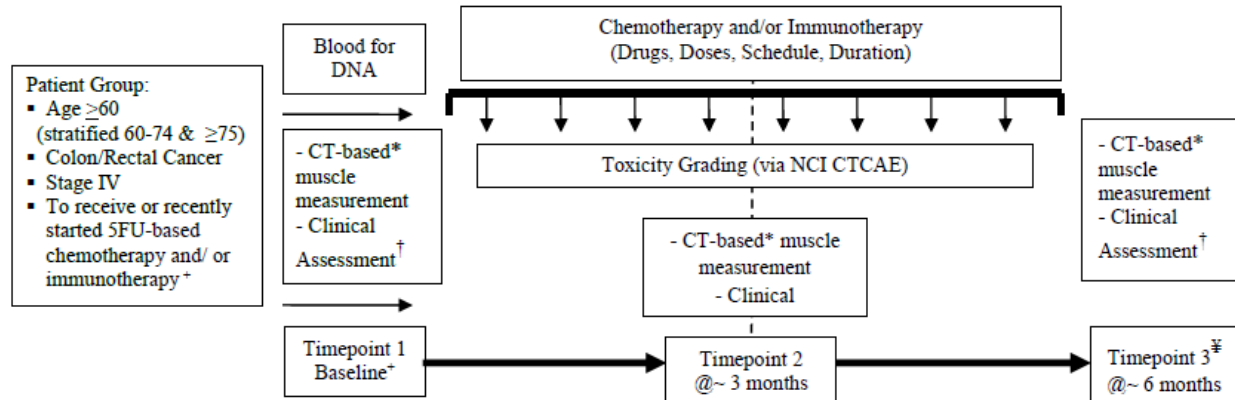 Patient Group:
▪ Age ≥60
(stratified 60-74 & ≥75)
▪ Colon/Rectal Cancer
▪ Stage IV
▪ To receive or recently
started 5FU-based
chemotherapy and/ or
immunotherapy⁺
Blood for
DNA
- CT-based*
muscle
measurement
- Clinical
Assessment†
Timepoint 1
Baseline⁺
Chemotherapy and/or Immunotherapy
(Drugs, Doses, Schedule, Duration)
Toxicity Grading (via NCI CTCAE)
- CT-based* muscle
measurement
- Clinical
Timepoint 2
@~ 3 months
- CT-based*
muscle
measurement
- Clinical
Assessment†
Timepoint 3¥
@~ 6 months